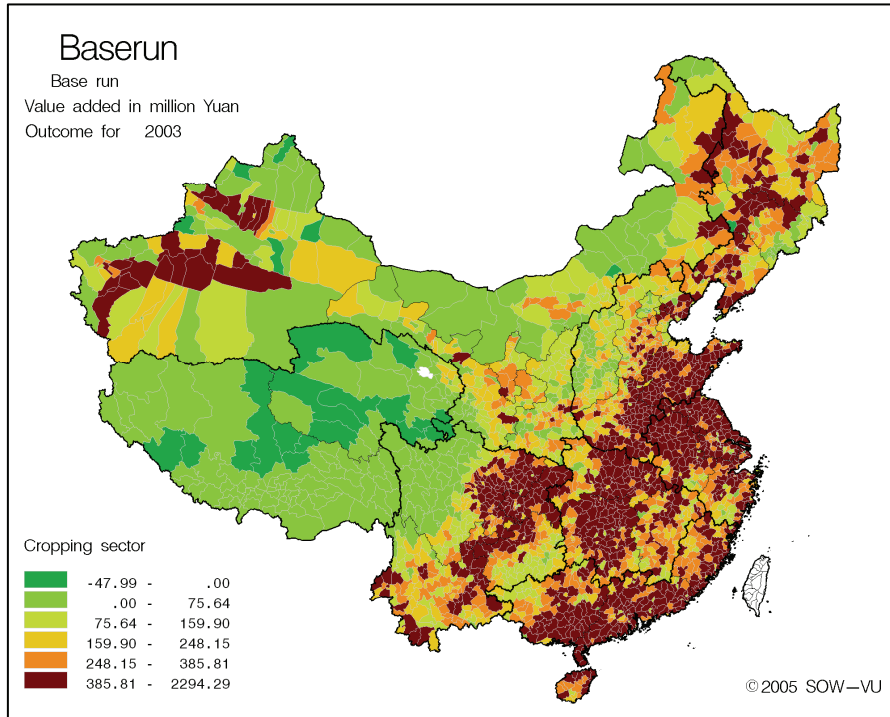 Baserun
Base run
Value added in million Yuan
Outcome for 2003
Cropping sector
-47.99 - .00
.00 - 75.64
75.64 - 159.90
159.90 - 248.15
248.15 - 385.81
385.81 - 2294.29
©2005 SOW–VU